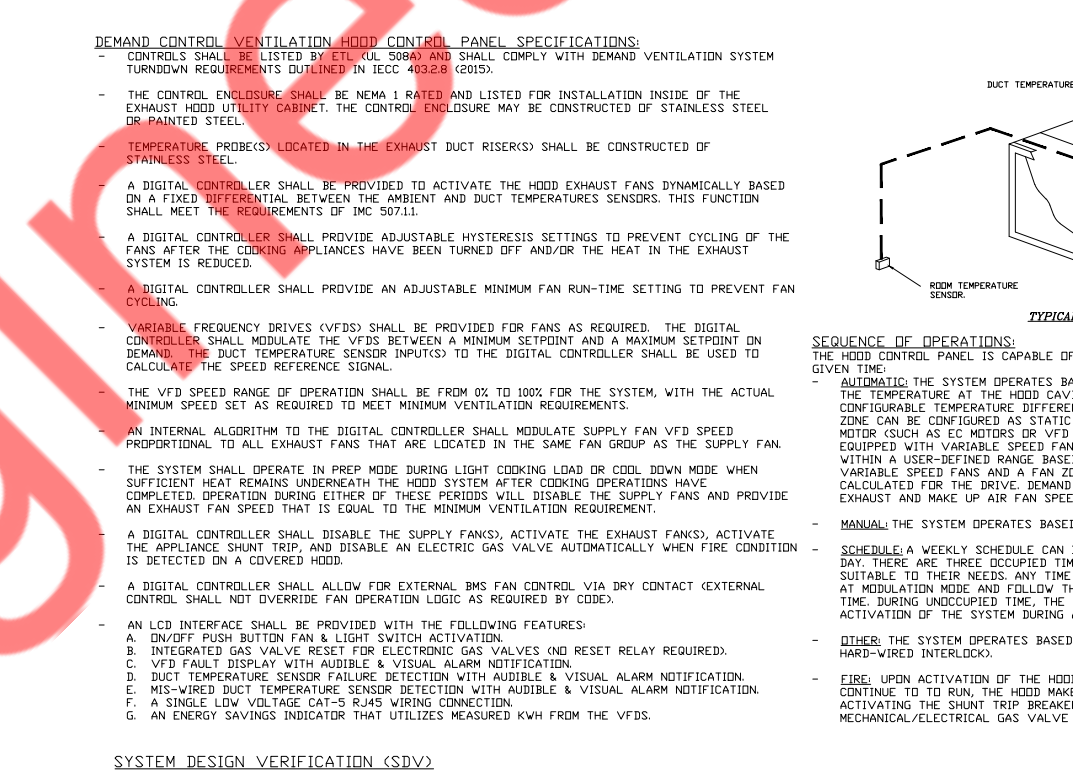 DEMAND CONTROL VENTILATION HOOD CONTROL PANEL SPECIFICATIONS:
- CONTROLS SHALL BE LISTED BY ETL (UL 508A) AND SHALL COMPLY WITH DEMAND VENTILATION SYSTEM
TURNDOWN REQUIREMENTS OUTLINED IN IECC 403.2.8 (2015).
- THE CONTROL ENCLOSURE SHALL BE NEMA 1 RATED AND LISTED FOR INSTALLATION INSIDE OF THE
EXHAUST HOOD UTILITY CABINET. THE CONTROL ENCLOSURE MAY BE CONSTRUCTED OF STAINLESS STEEL
OR PAINTED STEEL.
- TEMPERATURE PROBE(S) LOCATED IN THE EXHAUST DUCT RISER(S) SHALL BE CONSTRUCTED OF
STAINLESS STEEL.
- A DIGITAL CONTROLLER SHALL BE PROVIDED TO ACTIVATE THE HOOD EXHAUST FANS DYNAMICALLY BASED
ON A FIXED DIFFERENTIAL BETWEEN THE AMBIENT AND DUCT TEMPERATURES SENSORS. THIS FUNCTION
SHALL MEET THE REQUIREMENTS OF IMC 507.1.1.
- A DIGITAL CONTROLLER SHALL PROVIDE ADJUSTABLE HYSTERESIS SETTINGS TO PREVENT CYCLING OF THE
FANS AFTER THE COOKING APPLIANCES HAVE BEEN TURNED OFF AND/OR THE HEAT IN THE EXHAUST
SYSTEM IS REDUCED.
- A DIGITAL CONTROLLER SHALL PROVIDE AN ADJUSTABLE MINIMUM FAN RUN-TIME SETTING TO PREVENT FAN
CYCLING.
- VARIABLE FREQUENCY DRIVES (VFDS) SHALL BE PROVIDED FOR FANS AS REQUIRED. THE DIGITAL
CONTROLLER SHALL MODULATE THE VFDS BETWEEN A MINIMUM SETPOINT AND A MAXIMUM SETPOINT ON
DEMAND. THE DUCT TEMPERATURE SENSOR INPUT(S) TO THE DIGITAL CONTROLLER SHALL BE USED TO
CALCULATE THE SPEED REFERENCE SIGNAL.
- THE VFD SPEED RANGE OF OPERATION SHALL BE FROM 0% TO 100% FOR THE SYSTEM, WITH THE ACTUAL
MINIMUM SPEED SET AS REQUIRED TO MEET MINIMUM VENTILATION REQUIREMENTS.
- AN INTERNAL ALGORITHM TO THE DIGITAL CONTROLLER SHALL MODULATE SUPPLY FAN VFD SPEED
PROPORTIONAL TO ALL EXHAUST FANS THAT ARE LOCATED IN THE SAME FAN GROUP AS THE SUPPLY FAN.
- THE SYSTEM SHALL OPERATE IN PREP MODE DURING LIGHT COOKING LOAD OR COOL DOWN MODE WHEN
SUFFICIENT HEAT REMAINS UNDERNEATH THE HOOD SYSTEM AFTER COOKING OPERATIONS HAVE
COMPLETED. OPERATION DURING EITHER OF THESE PERIODS WILL DISABLE THE SUPPLY FANS AND PROVIDE
AN EXHAUST FAN SPEED THAT IS EQUAL TO THE MINIMUM VENTILATION REQUIREMENT.
- A DIGITAL CONTROLLER SHALL DISABLE THE SUPPLY FAN(S), ACTIVATE THE EXHAUST FAN(S), ACTIVATE
THE APPLIANCE SHUNT TRIP, AND DISABLE AN ELECTRIC GAS VALVE AUTOMATICALLY WHEN FIRE CONDITION
IS DETECTED ON A COVERED HOOD.
- A DIGITAL CONTROLLER SHALL ALLOW FOR EXTERNAL BMS FAN CONTROL VIA DRY CONTACT (EXTERNAL
CONTROL SHALL NOT OVERRIDE FAN OPERATION LOGIC AS REQUIRED BY CODE).
- AN LCD INTERFACE SHALL BE PROVIDED WITH THE FOLLOWING FEATURES:
A. ON/OFF PUSH BUTTON FAN & LIGHT SWITCH ACTIVATION.
B. INTEGRATED GAS VALVE RESET FOR ELECTRONIC GAS VALVES (NO RESET RELAY REQUIRED).
C. VFD FAULT DISPLAY WITH AUDIBLE & VISUAL ALARM NOTIFICATION.
D. DUCT TEMPERATURE SENSOR FAILURE DETECTION WITH AUDIBLE & VISUAL ALARM NOTIFICATION.
E. MIS-WIRED DUCT TEMPERATURE SENSOR DETECTION WITH AUDIBLE & VISUAL ALARM NOTIFICATION.
F. A SINGLE LOW VOLTAGE CAT-5 RJ45 WIRING CONNECTION.
G. AN ENERGY SAVINGS INDICATOR THAT UTILIZES MEASURED KWH FROM THE VFDS.
SYSTEM DESIGN VERIFICATION (SDV)
DUCT TEMPERATURE
ROOM TEMPERATURE
SENSOR.
TYPICA
SEQUENCE OF OPERATIONS:
THE HOOD CONTROL PANEL IS CAPABLE OF
GIVEN TIME:
- AUTOMATIC: THE SYSTEM OPERATES BA
THE TEMPERATURE AT THE HOOD CAVI
CONFIGURABLE TEMPERATURE DIFFERE
ZONE CAN BE CONFIGURED AS STATIC
MOTOR (SUCH AS EC MOTORS OR VFD
EQUIPPED WITH VARIABLE SPEED FAN
WITHIN A USER-DEFINED RANGE BASE
VARIABLE SPEED FANS AND A FAN ZO
CALCULATED FOR THE DRIVE. DEMAND
EXHAUST AND MAKE UP AIR FAN SPEE
- MANUAL: THE SYSTEM OPERATES BASE
- SCHEDULE: A WEEKLY SCHEDULE CAN
DAY. THERE ARE THREE OCCUPIED TIM
SUITABLE TO THEIR NEEDS. ANY TIME
AT MODULATION MODE AND FOLLOW TH
TIME. DURING UNOCCUPIED TIME, THE
ACTIVATION OF THE SYSTEM DURING
- OTHER: THE SYSTEM OPERATES BASED
HARD-WIRED INTERLOCK).
- FIRE: UPON ACTIVATION OF THE HOO
CONTINUE TO TO RUN, THE HOOD MAKE
ACTIVATING THE SHUNT TRIP BREAKE
MECHANICAL/ELECTRICAL GAS VALVE